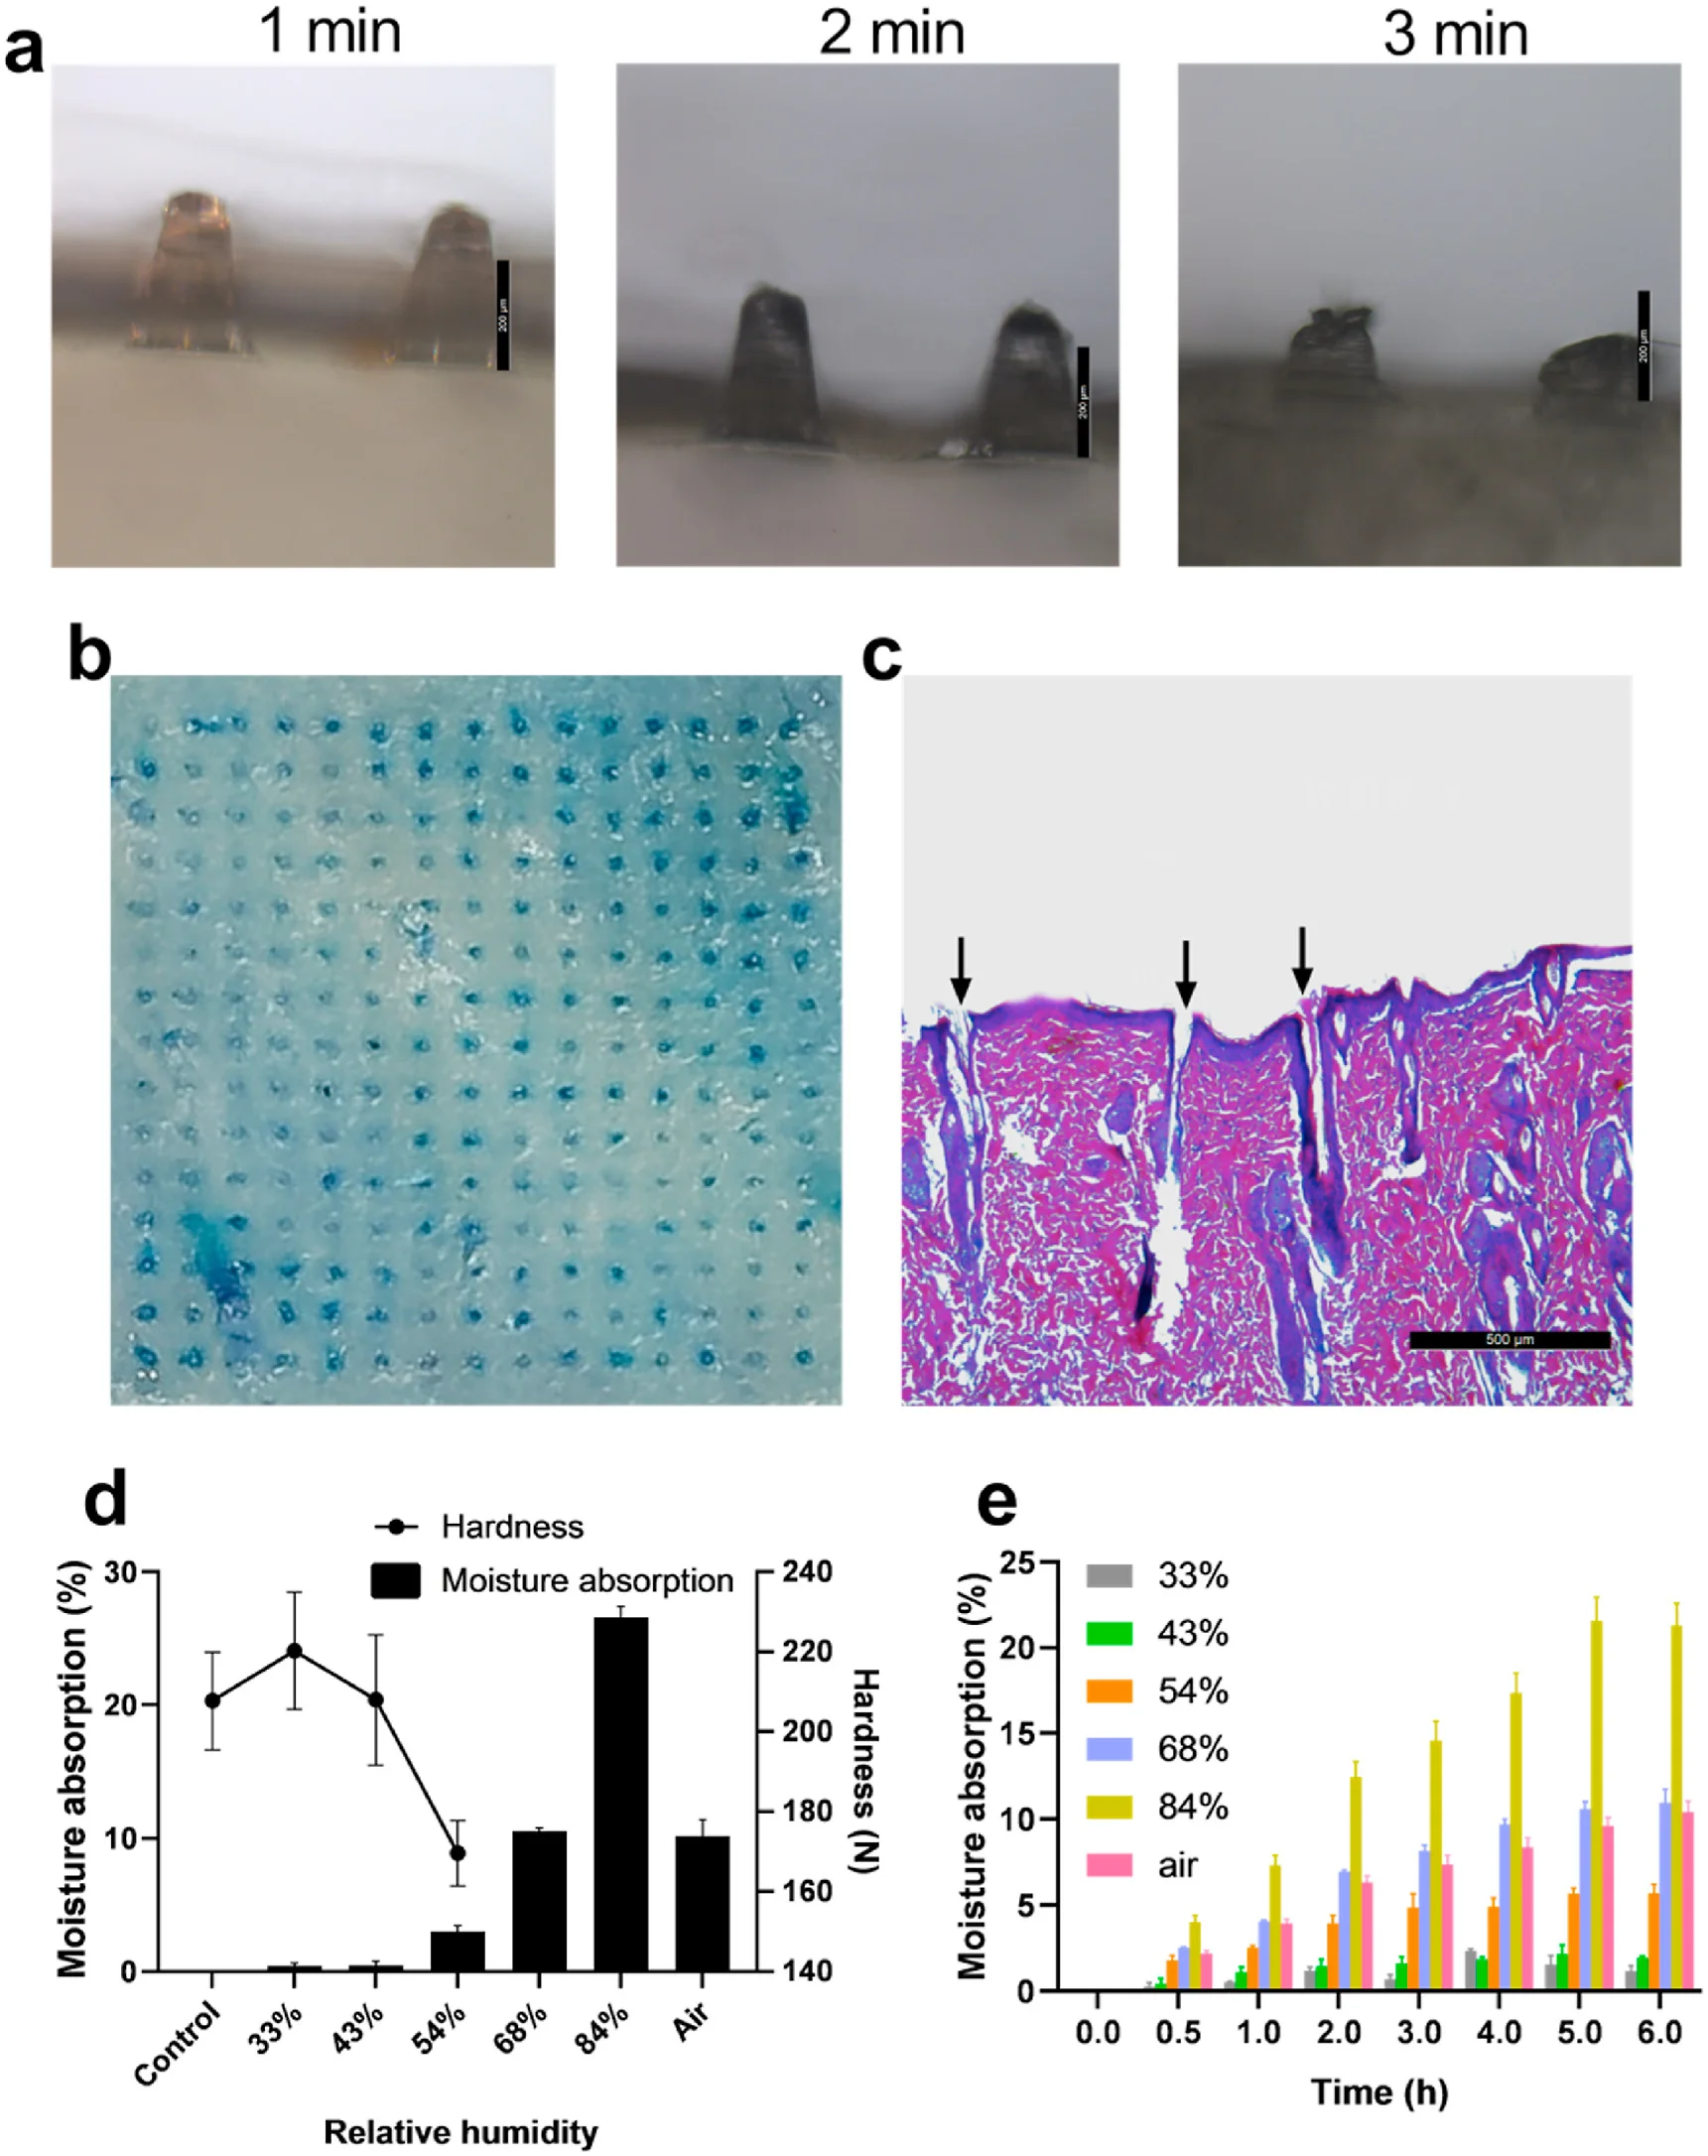 a
1 min 2 min 3 min
200 µm
200 µm
200 µm
b
c
500 µm
d
Hardness
Moisture absorption
Moisture absorption (%)
30
20
10
0
240
220
200
180
160
140
Hardness (N)
Control 33% 43% 54% 68% 84% Air
Relative humidity
e
33%
43%
54%
68%
84%
air
Moisture absorption (%)
25
20
15
10
5
0
0.0 0.5 1.0 2.0 3.0 4.0 5.0 6.0
Time (h)